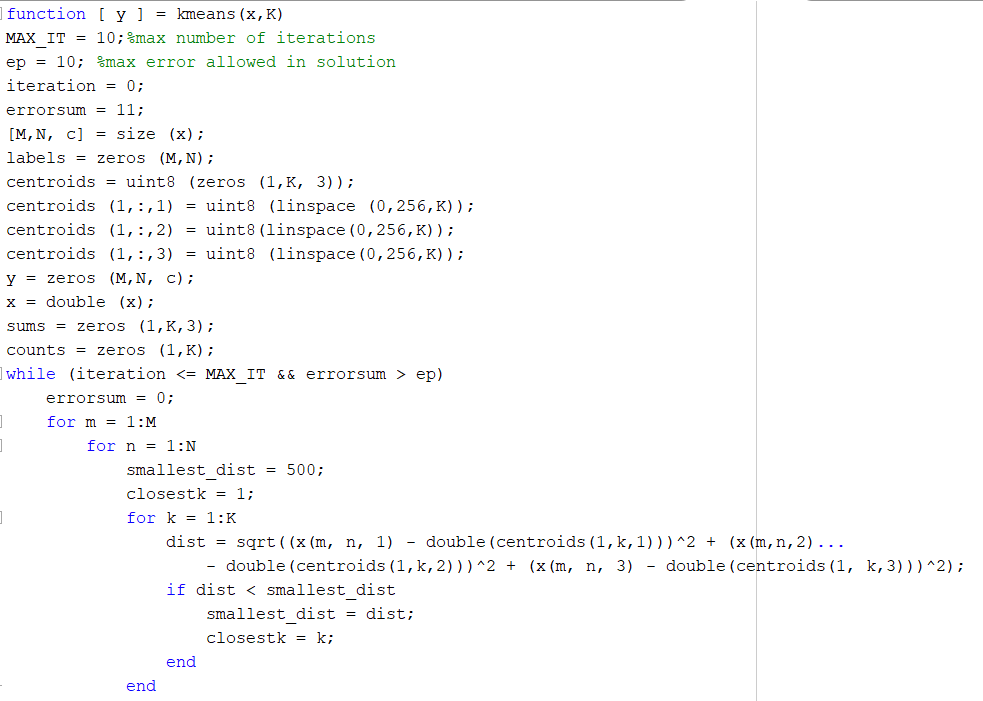 function [ y ] = kmeans(x,K)
MAX_IT = 10;%max number of iterations
ep = 10; %max error allowed in solution
iteration = 0;
errorsum = 11;
[M,N, c] = size (x);
labels = zeros (M,N);
centroids = uint8 (zeros (1,K, 3));
centroids (1,:,1) = uint8 (linspace (0,256,K));
centroids (1,:,2) = uint8(linspace(0,256,K));
centroids (1,:,3) = uint8 (linspace(0,256,K));
y = zeros (M,N, c);
x = double (x);
sums = zeros (1,K,3);
counts = zeros (1,K);
while (iteration <= MAX_IT && errorsum > ep)
    errorsum = 0;
    for m = 1:M
        for n = 1:N
            smallest_dist = 500;
            closestk = 1;
            for k = 1:K
                dist = sqrt((x(m, n, 1) - double(centroids(1,k,1)))^2 + (x(m,n,2)...
                    - double(centroids(1,k,2)))^2 + (x(m, n, 3) - double(centroids(1, k,3)))^2);
                if dist < smallest_dist
                    smallest_dist = dist;
                    closestk = k;
                end
            end